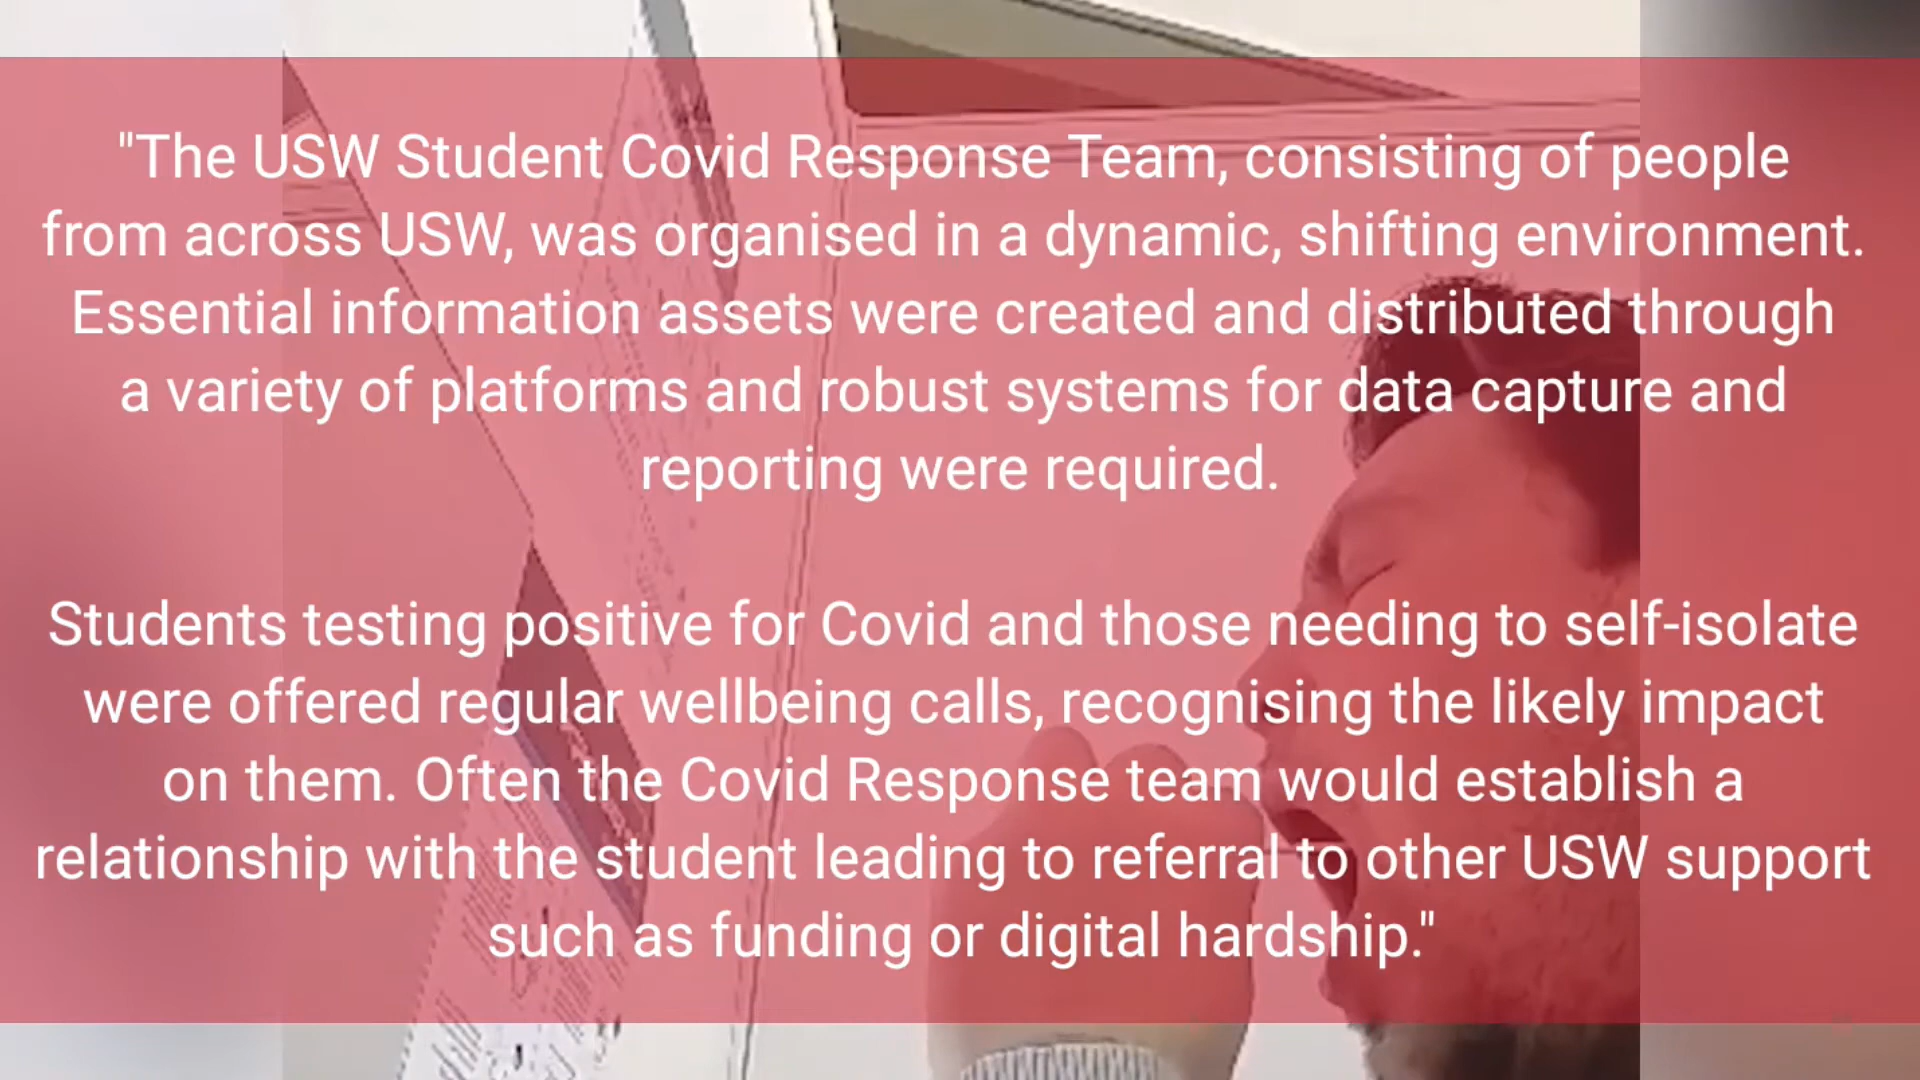 "The USW Student Covid Response Team, consisting of people
from across USW, was organised in a dynamic, shifting environment.
Essential information assets were created and distributed through
a variety of platforms and robust systems for data capture and
reporting were required.
Students testing positive for Covid and those needing to self-isolate
were offered regular wellbeing calls, recognising the likely impact
on them. Often the Covid Response team would establish a
relationship with the student leading to referral to other USW support
such as funding or digital hardship."